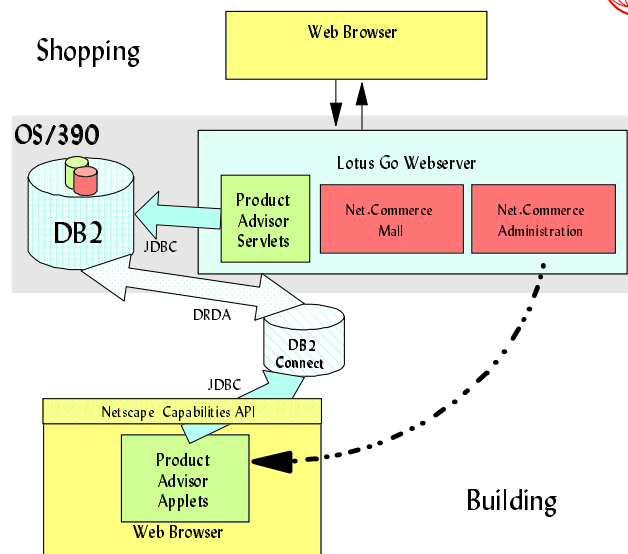 Web Browser
Shopping
OS/390
Lotus Go Webserver
Product
Advisor
Servlets
Net.Commerce
Mall
Net.Commerce
Administration
DB2
JDBC
DRDA
DB2
Connect
JDBC
Netscape Capabilities API
Product
Advisor
Applets
Web Browser
Building